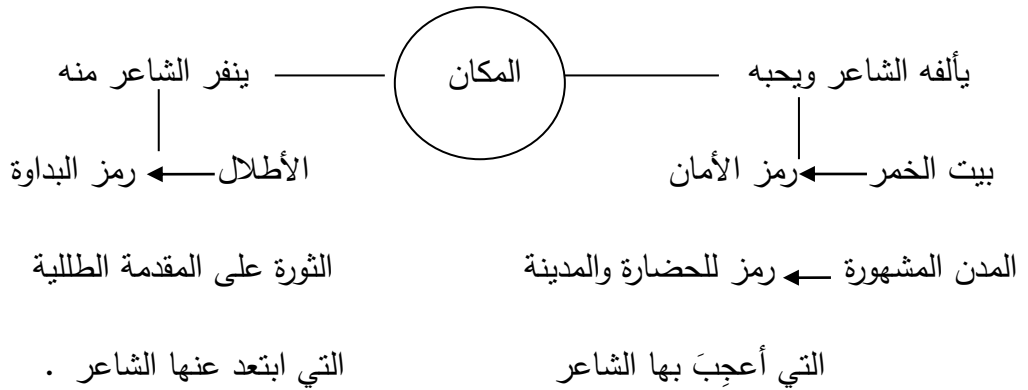 يألفه الشاعر ويحبه المكان ينفر الشاعر منه
بيت الخمر رمز الأمان الأطلال رمز البداوة
المدن المشهورة رمز للحضارة والمدينة الثورة على المقدمة الطللية
التي أعجِبَ بها الشاعر التي ابتعد عنها الشاعر .